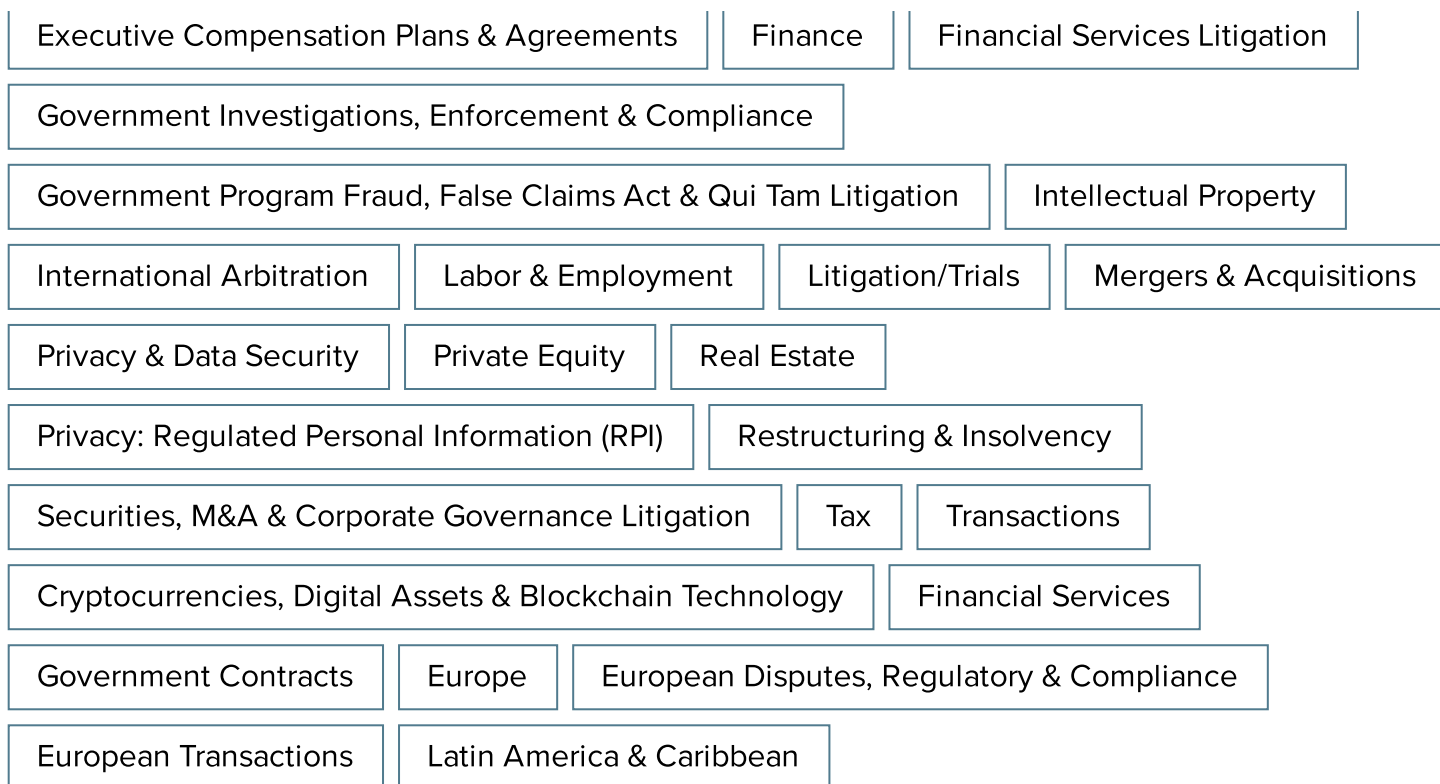 Executive Compensation Plans & Agreements Finance Financial Services Litigation
Government Investigations, Enforcement & Compliance
Government Program Fraud, False Claims Act & Qui Tam Litigation Intellectual Property
International Arbitration Labor & Employment Litigation/Trials Mergers & Acquisitions
Privacy & Data Security Private Equity Real Estate
Privacy: Regulated Personal Information (RPI) Restructuring & Insolvency
Securities, M&A & Corporate Governance Litigation Tax Transactions
Cryptocurrencies, Digital Assets & Blockchain Technology Financial Services
Government Contracts Europe European Disputes, Regulatory & Compliance
European Transactions Latin America & Caribbean